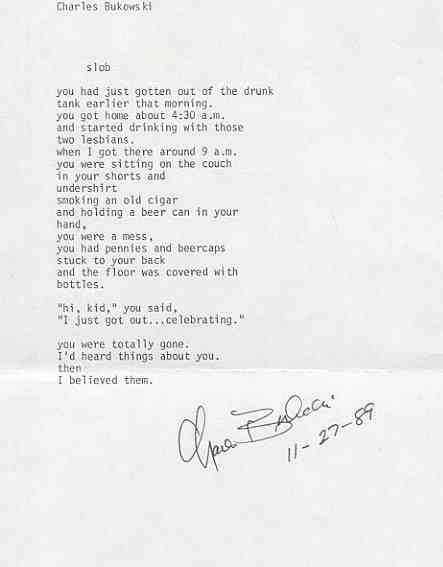 Charles Bukowski
slob
you had just gotten out of the drunk
tank earlier that morning.
you got home about 4:30 a.m.
and started drinking with those
two lesbians.
when I got there around 9 a.m.
you were sitting on the couch
in your shorts and
undershirt
smoking an old cigar
and holding a beer can in your
hand,
you were a mess,
you had pennies and beercaps
stuck to your back
and the floor was covered with
bottles.
"hi, kid," you said,
"I just got out...celebrating."
you were totally gone.
I'd heard things about you.
then
I believed them.
Charles Bukowski
11-27-89